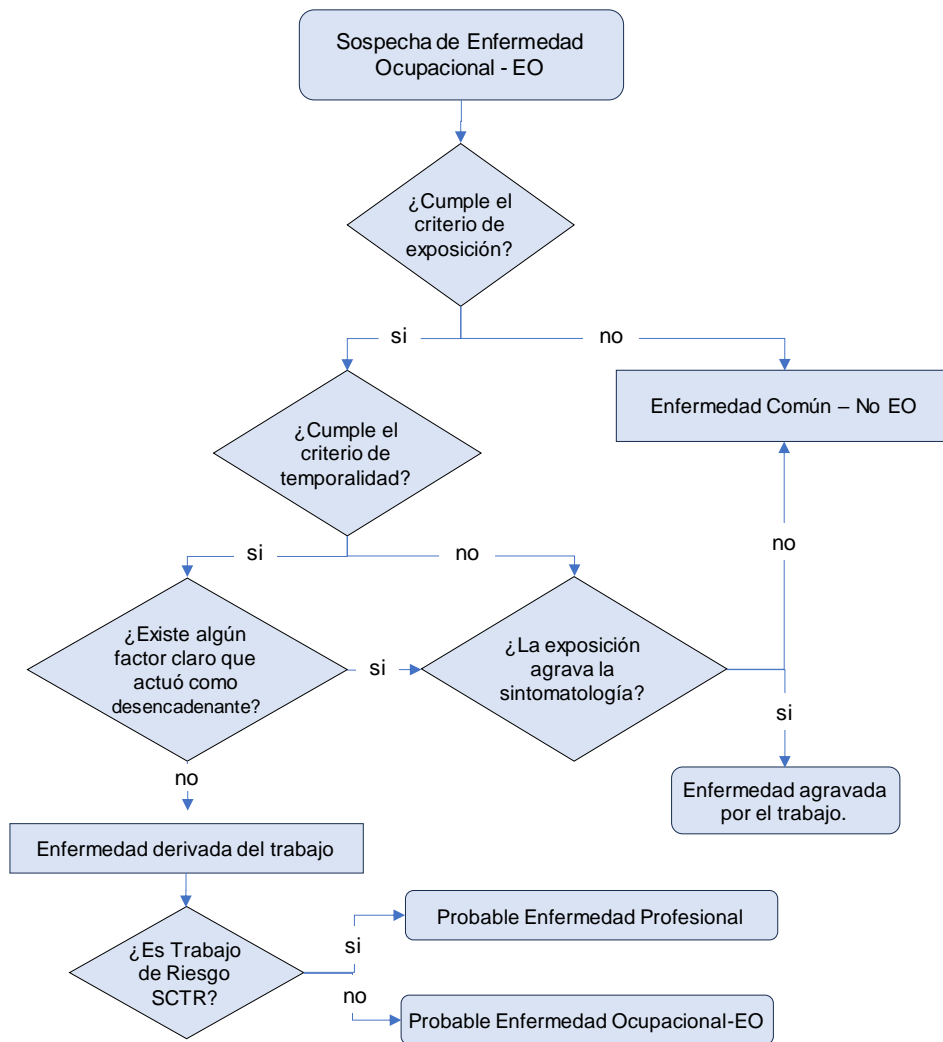 Sospecha de Enfermedad
Ocupacional - EO
¿Cumple el
criterio de
exposición?
si
no
Enfermedad Común – No EO
¿Cumple el
criterio de
temporalidad?
si
no
no
¿Existe algún
factor claro que
actuó como
desencadenante?
si
¿La exposición
agrava la
sintomatología?
si
no
Enfermedad agravada
por el trabajo.
Enfermedad derivada del trabajo
¿Es Trabajo
de Riesgo
SCTR?
si
Probable Enfermedad Profesional
no
Probable Enfermedad Ocupacional-EO